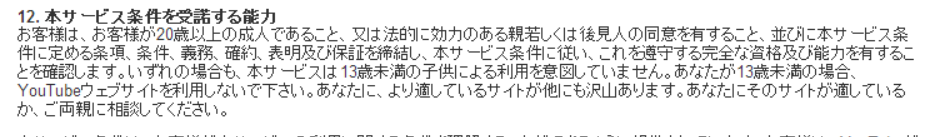 12. 本サービス条件を受諾する能力
お客様は、お客様が20歳以上の成人であること、又は法的に効力のある親若しくは後見人の同意を有すること、並びに本サービス条
件に定める条項、条件、義務、確約、表明及び保証を締結し、本サービス条件に従い、これを遵守する完全な資格及び能力を有するこ
とを確認します。いずれの場合も、本サービスは13歳未満の子供による利用を意図していません。あなたが13歳未満の場合、
YouTubeウェブサイトを利用しないで下さい。あなたに、より適しているサイトが他にも沢山あります。あなたにそのサイトが適している
か、ご両親に相談してください。